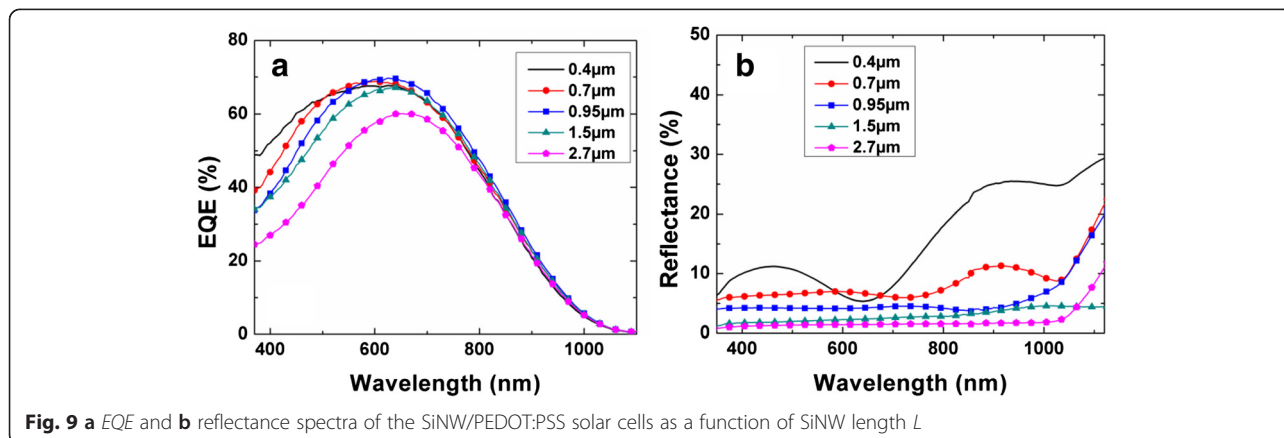 a
80
60
40
20
0
EQE (%)
400
600
800
1000
Wavelength (nm)
0.4µm
0.7µm
0.95µm
1.5µm
2.7µm
b
50
40
30
20
10
0
Reflectance (%)
400
600
800
1000
Wavelength (nm)
0.4µm
0.7µm
0.95µm
1.5µm
2.7µm
Fig. 9 a EQE and b reflectance spectra of the SiNW/PEDOT:PSS solar cells as a function of SiNW length L